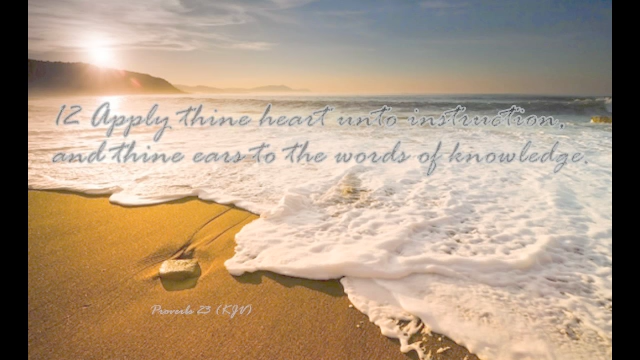 12 Apply thine heart unto instruction,
and thine ears to the words of knowledge.
Proverbs 23 (KJV)